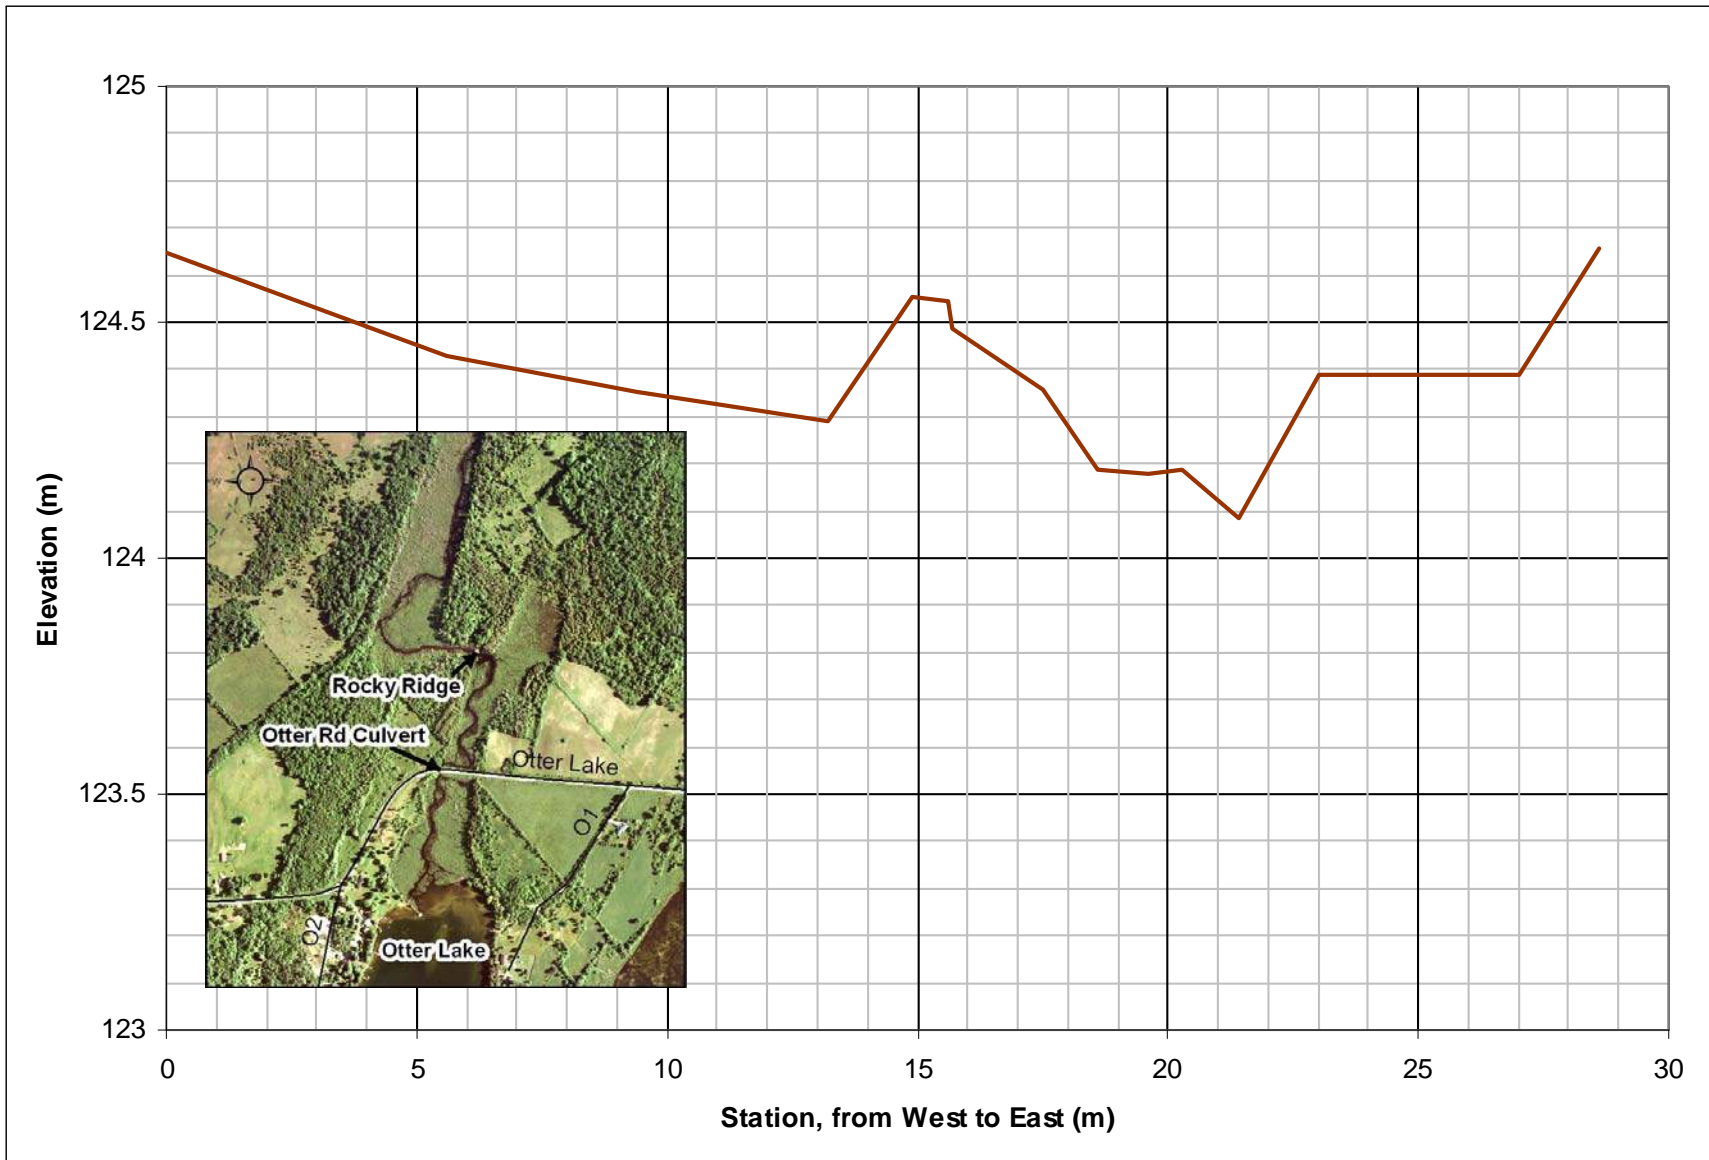 125
124.5
124
123.5
123
0
5
10
15
20
25
30
Elevation (m)
Station, from West to East (m)
Rocky Ridge
Otter Rd Culvert
Otter Lake
O1
O2
Otter Lake